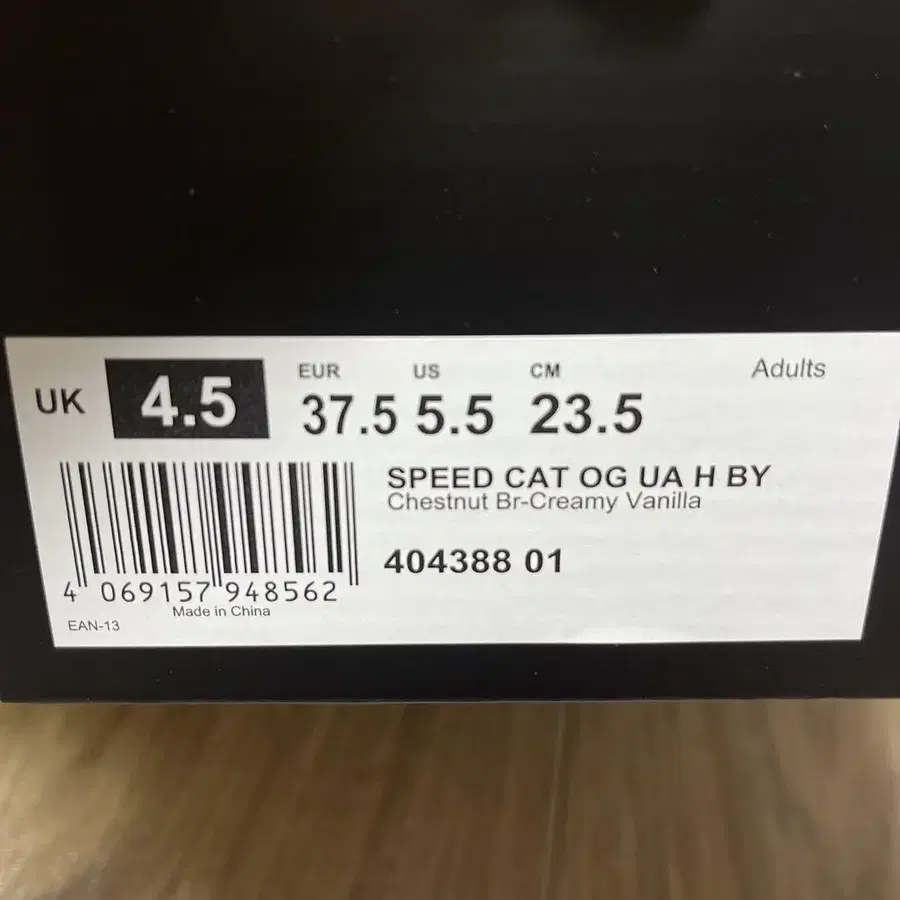 EUR US CM Adults
UK 4.5 37.5 5.5 23.5
SPEED CAT OG UA H BY
Chestnut Br-Creamy Vanilla
404388 01
4 069157 948562
Made in China
EAN-13